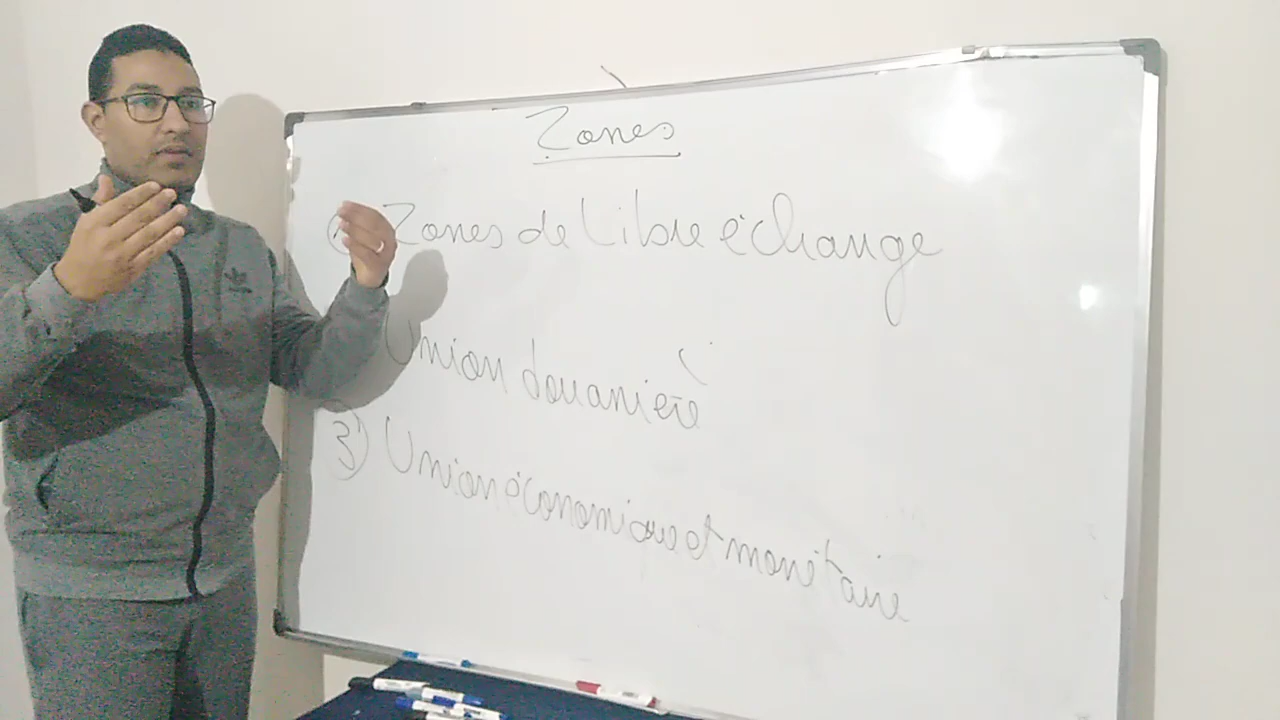 Zones
Zones de Libre échange
Union douanière
3) Union économique et monétaire